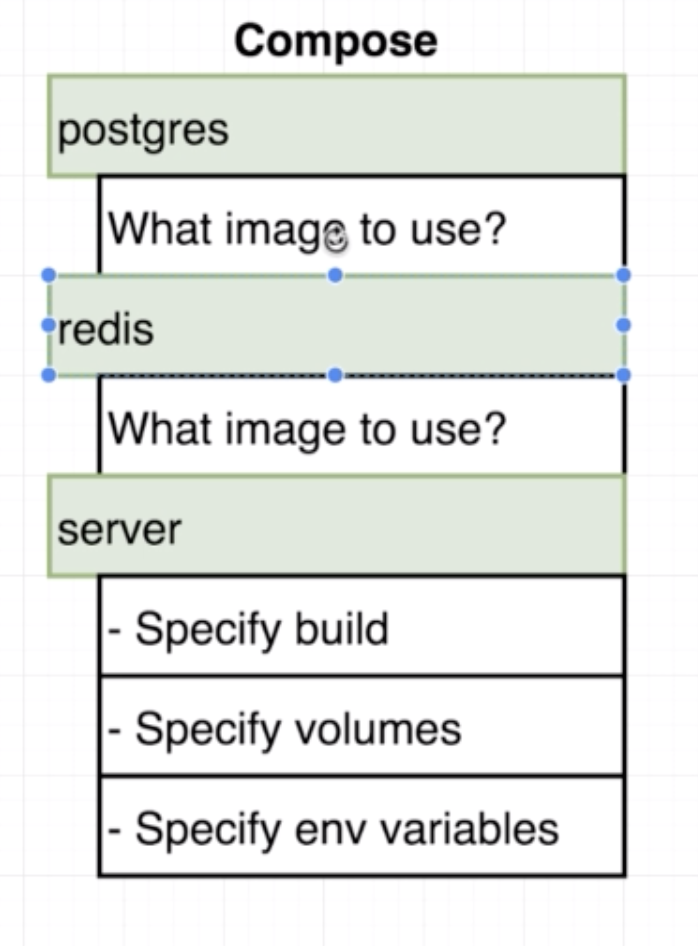 Compose
postgres
What image to use?
redis
What image to use?
server
- Specify build
- Specify volumes
- Specify env variables